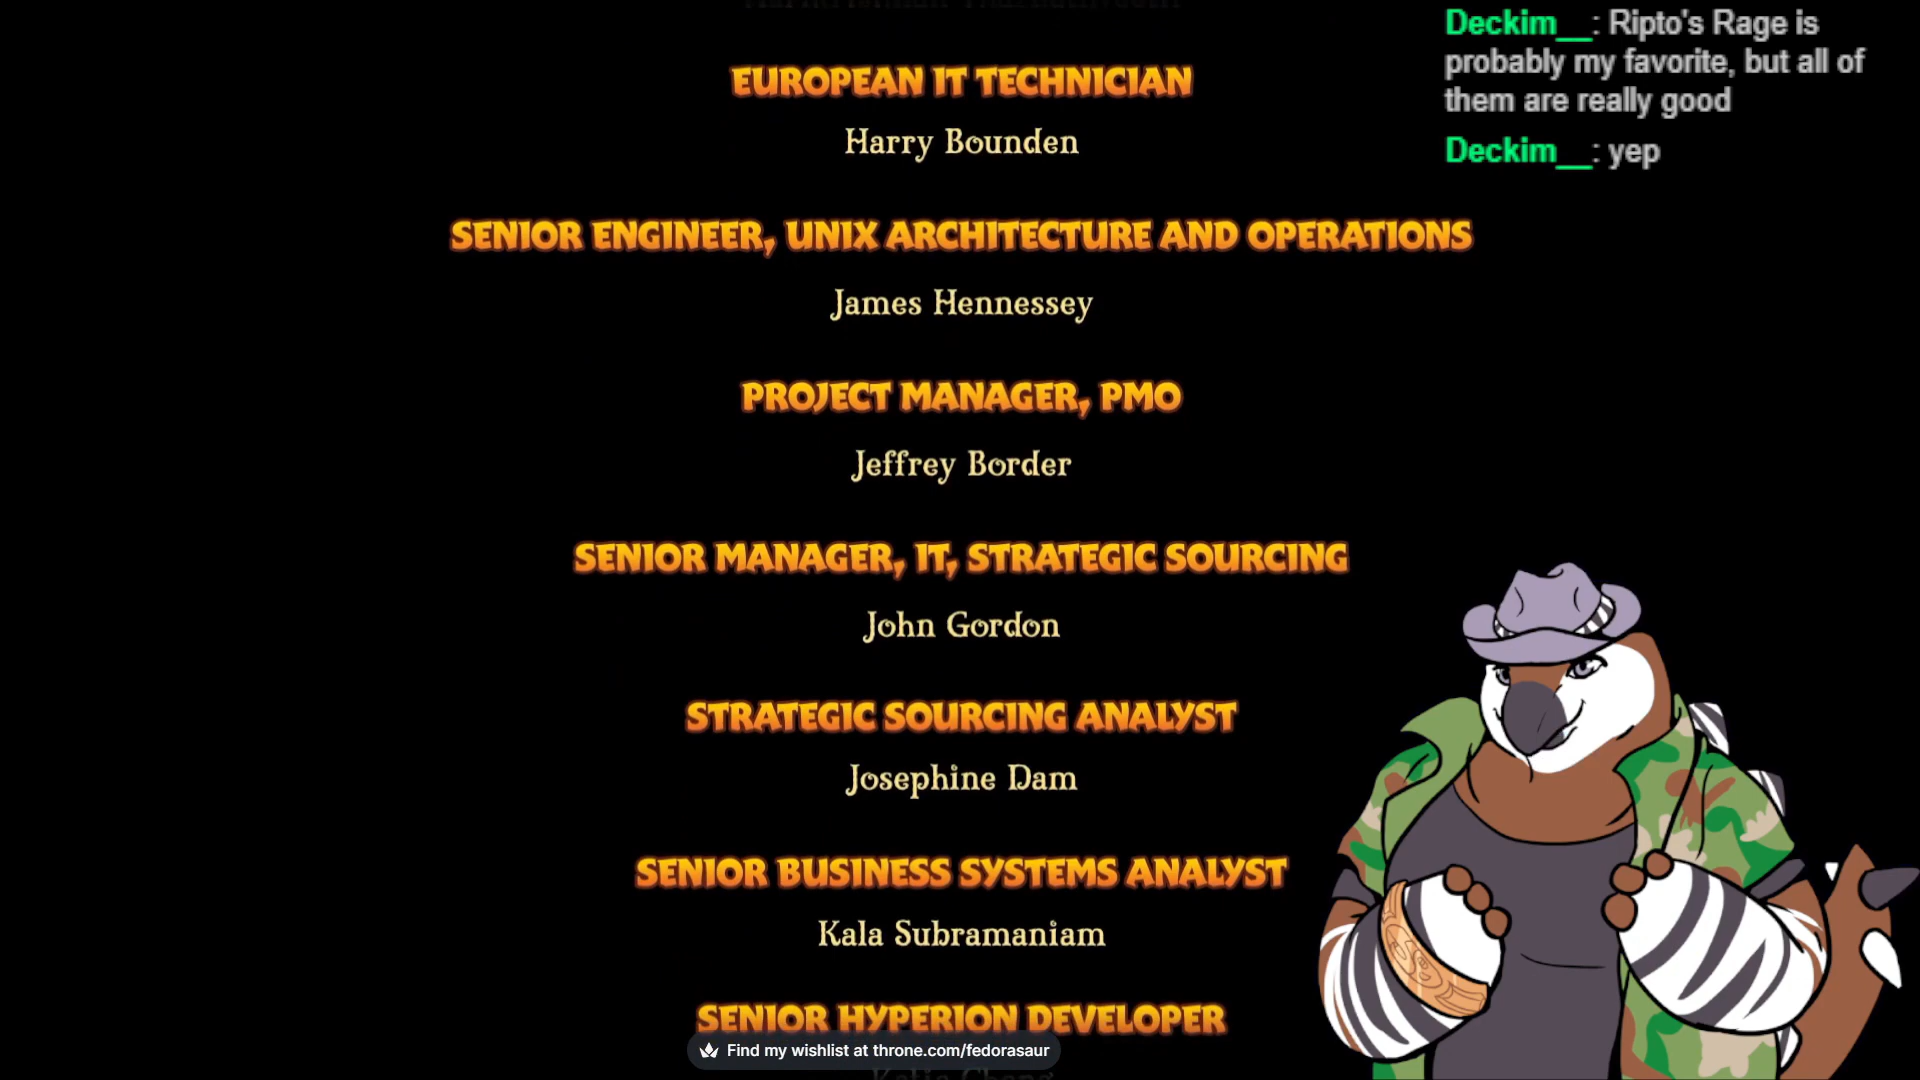 EUROPEAN IT TECHNICIAN
Harry Bounden
SENIOR ENGINEER, UNIX ARCHITECTURE AND OPERATIONS
James Hennessey
PROJECT MANAGER, PMO
Jeffrey Border
SENIOR MANAGER, IT, STRATEGIC SOURCING
John Gordon
STRATEGIC SOURCING ANALYST
Josephine Dam
SENIOR BUSINESS SYSTEMS ANALYST
Kala Subramaniam
SENIOR HYPERION DEVELOPER
Find my wishlist at throne.com/fedorasaur
Deckim__: Ripto's Rage is
probably my favorite, but all of
them are really good
Deckim__: yep